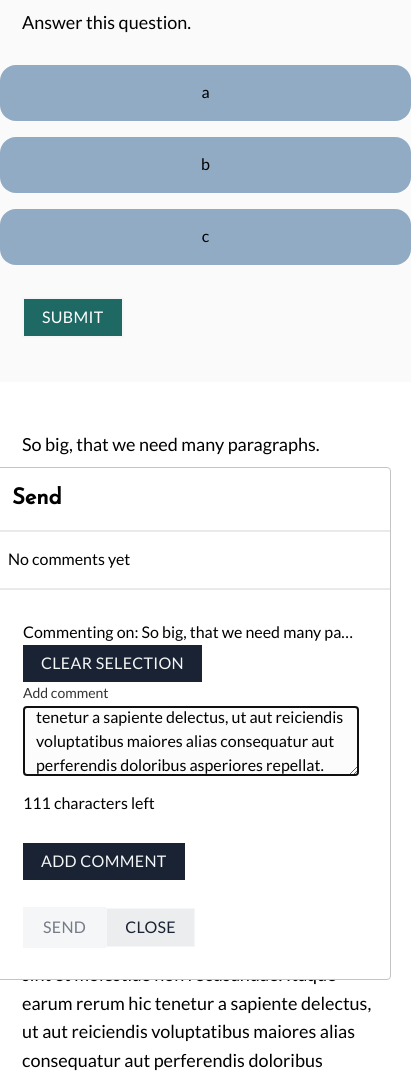 Answer this question.
a
b
c
SUBMIT
So big, that we need many paragraphs.
Send
No comments yet
Commenting on: So big, that we need many pa...
CLEAR SELECTION
Add comment
tenetur a sapiente delectus, ut aut reiciendis
voluptatibus maiores alias consequatur aut
perferendis doloribus asperiores repellat.
111 characters left
ADD COMMENT
SEND CLOSE
earum rerum hic tenetur a sapiente delectus,
ut aut reiciendis voluptatibus maiores alias
consequatur aut perferendis doloribus